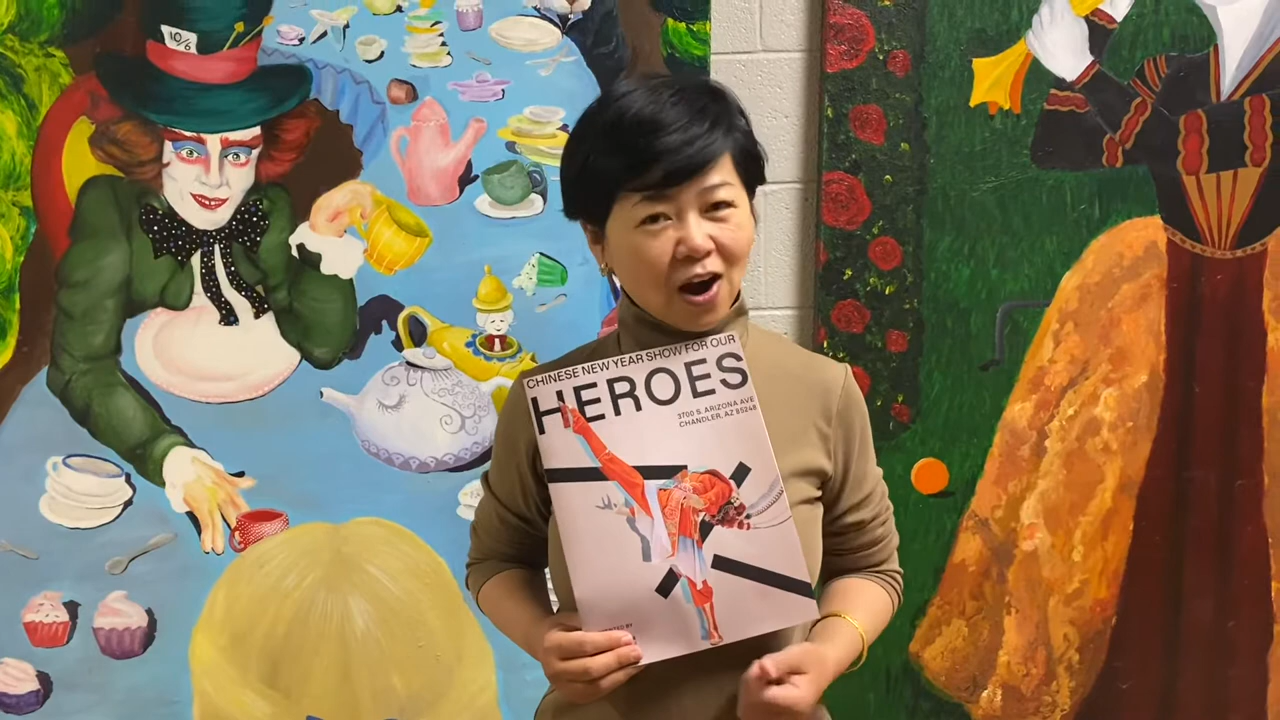 10/6
CHINESE NEW YEAR SHOW FOR OUR
HEROES
3700 S. ARIZONA AVE
CHANDLER, AZ 85248